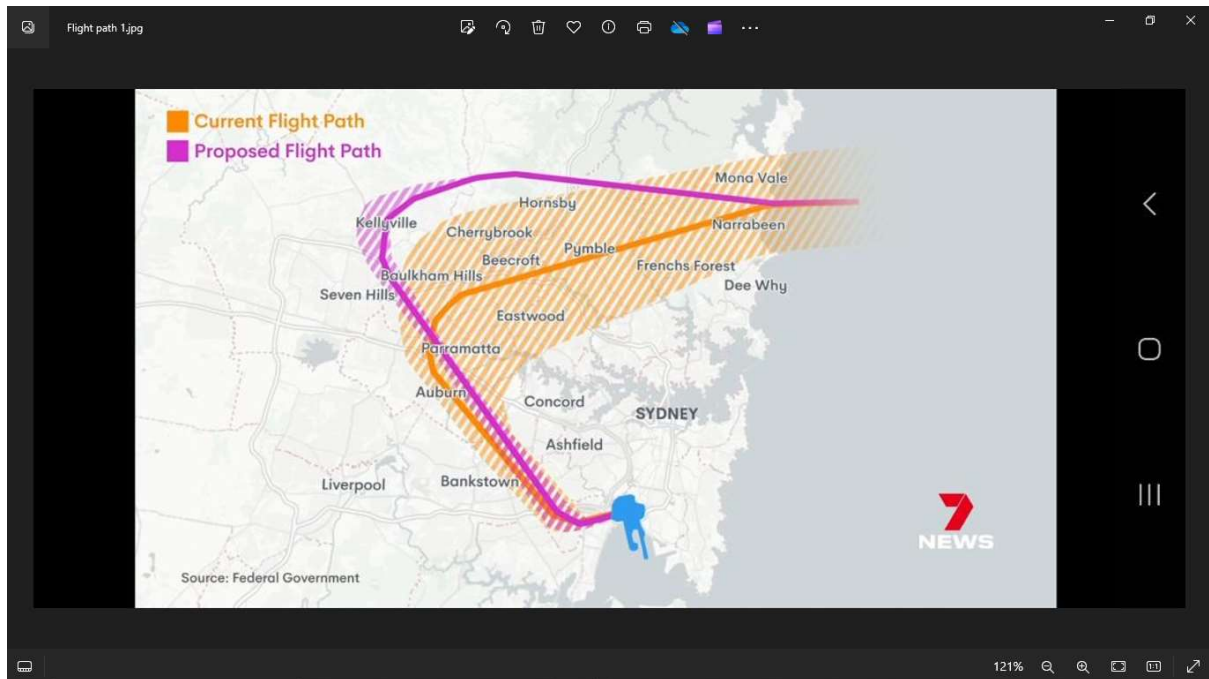 Flight path 1.jpg
Current Flight Path
Proposed Flight Path
Mona Vale
Hornsby
Kellyville
Narrabeen
Cherrybrook
Pymble
Beecroft
Frenchs Forest
Baulkham Hills
Dee Why
Seven Hills
Eastwood
Parramatta
Auburn
Concord
SYDNEY
Ashfield
Liverpool
Bankstown
7
NEWS
Source: Federal Government
121%
1:1